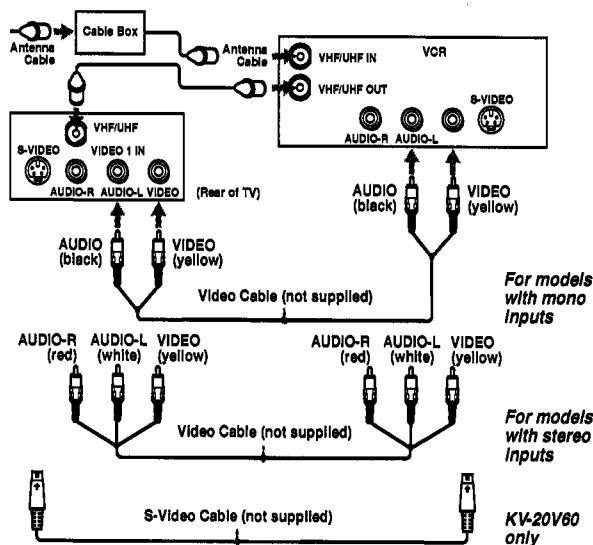 Cable Box
Antenna
Cable
Antenna
Cable
VHF/UHF IN
VCR
VHF/UHF OUT
S-VIDEO
AUDIO-R AUDIO-L
VHF/UHF
S-VIDEO
VIDEO 1 IN
AUDIO-R AUDIO-L VIDEO
(Rear of TV)
AUDIO
(black)
VIDEO
(yellow)
AUDIO
(black)
VIDEO
(yellow)
Video Cable (not supplied)
For models
with mono
inputs
AUDIO-R
(red)
AUDIO-L
(white)
VIDEO
(yellow)
AUDIO-R
(red)
AUDIO-L
(white)
VIDEO
(yellow)
Video Cable (not supplied)
For models
with stereo
inputs
S-Video Cable (not supplied)
KV-20V60
only